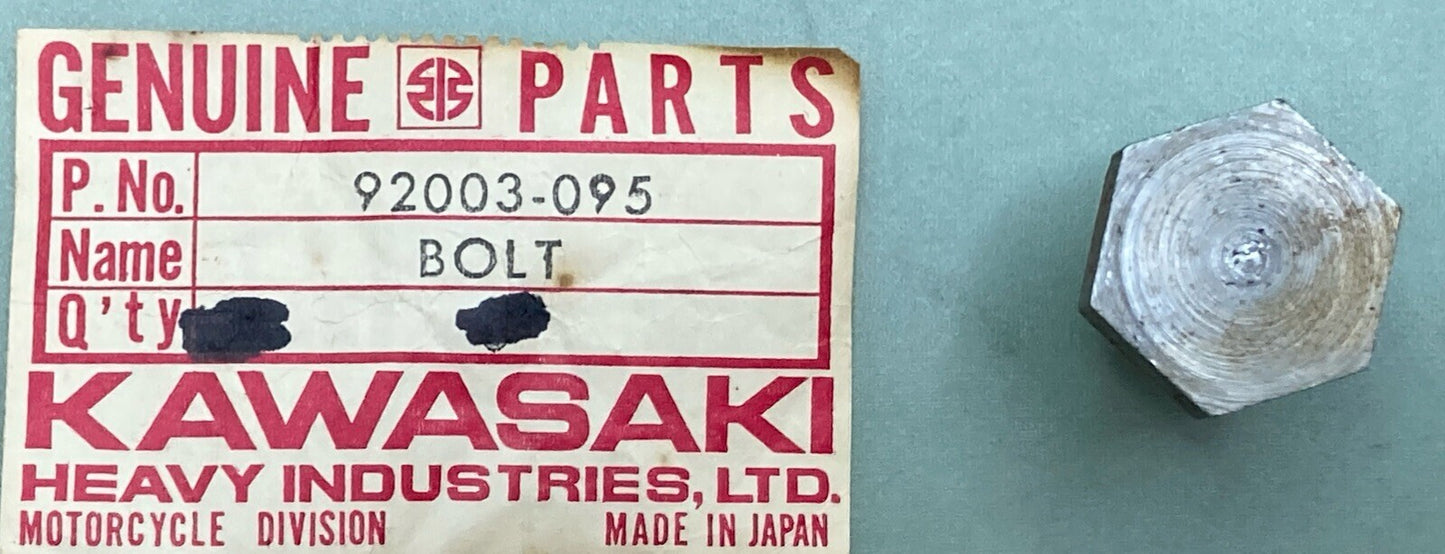 GENUINE PARTS
P. No. 92003-095
Name BOLT
Q'ty
KAWASAKI
HEAVY INDUSTRIES, LTD.
MOTORCYCLE DIVISION MADE IN JAPAN